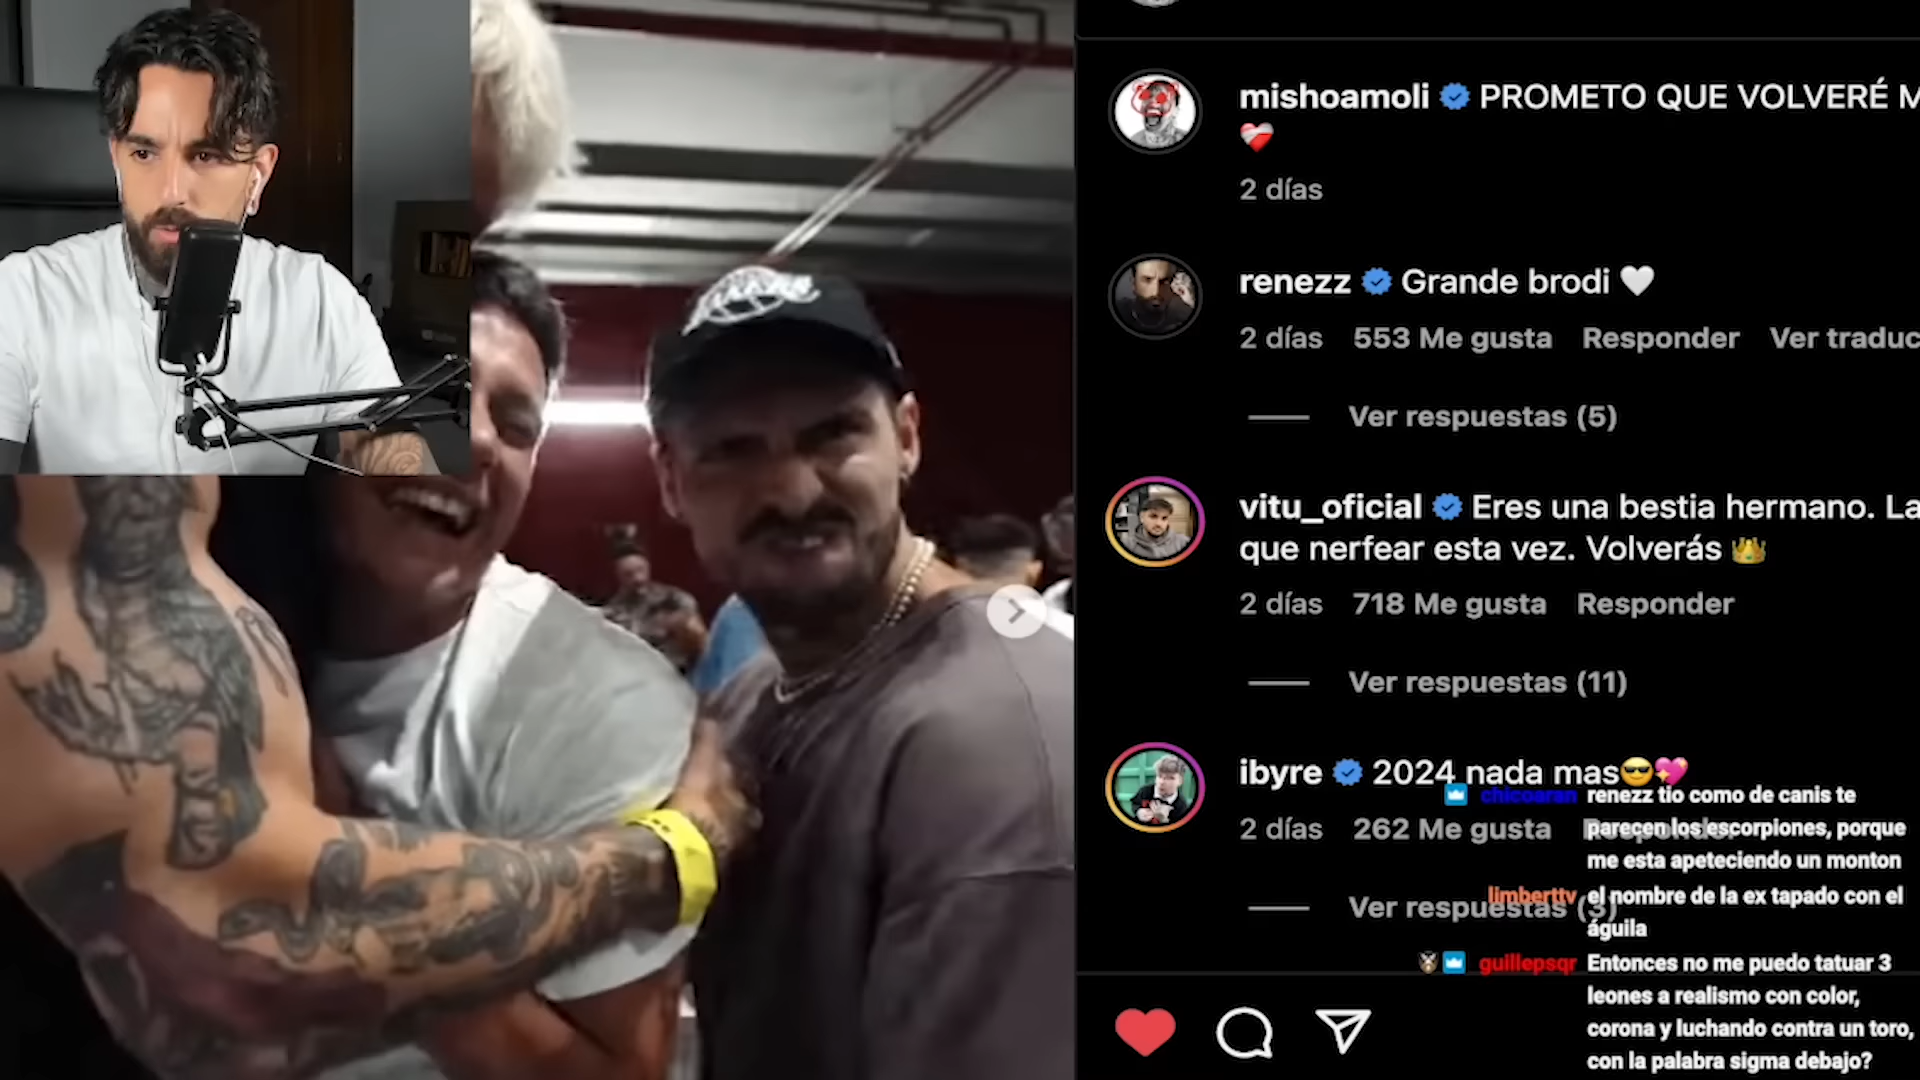 mishoamoli PROMETO QUE VOLVERÉ M
❤️‍🩹
2 días
renezz Grande brodi 🤍
2 días 553 Me gusta Responder Ver traduc
Ver respuestas (5)
vitu_oficial Eres una bestia hermano. La
que nerfear esta vez. Volverás 👑
2 días 718 Me gusta Responder
Ver respuestas (11)
ibyre 2024 nada mas😎💖
2 días 262 Me gusta Responder
Ver respuestas (3)
chicoaran renezz tio como de canis te
parecen los escorpiones, porque
me esta apeteciendo un monton
limberttv el nombre de la ex tapado con el
águila
guillepsqr Entonces no me puedo tatuar 3
leones a realismo con color,
corona y luchando contra un toro,
con la palabra sigma debajo?